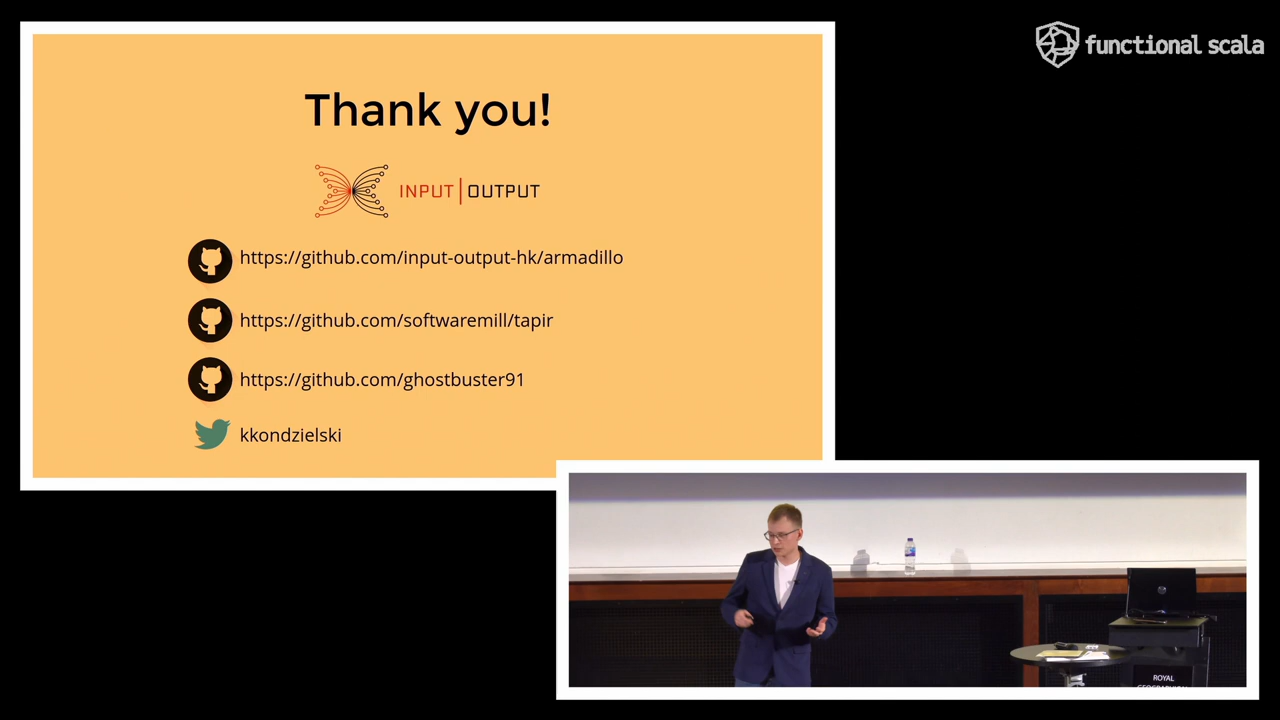 functional scala
Thank you!
INPUT|OUTPUT
https://github.com/input-output-hk/armadillo
https://github.com/softwaremill/tapir
https://github.com/ghostbuster91
kkondzielski
ROYAL
GEOGRAPHICAL